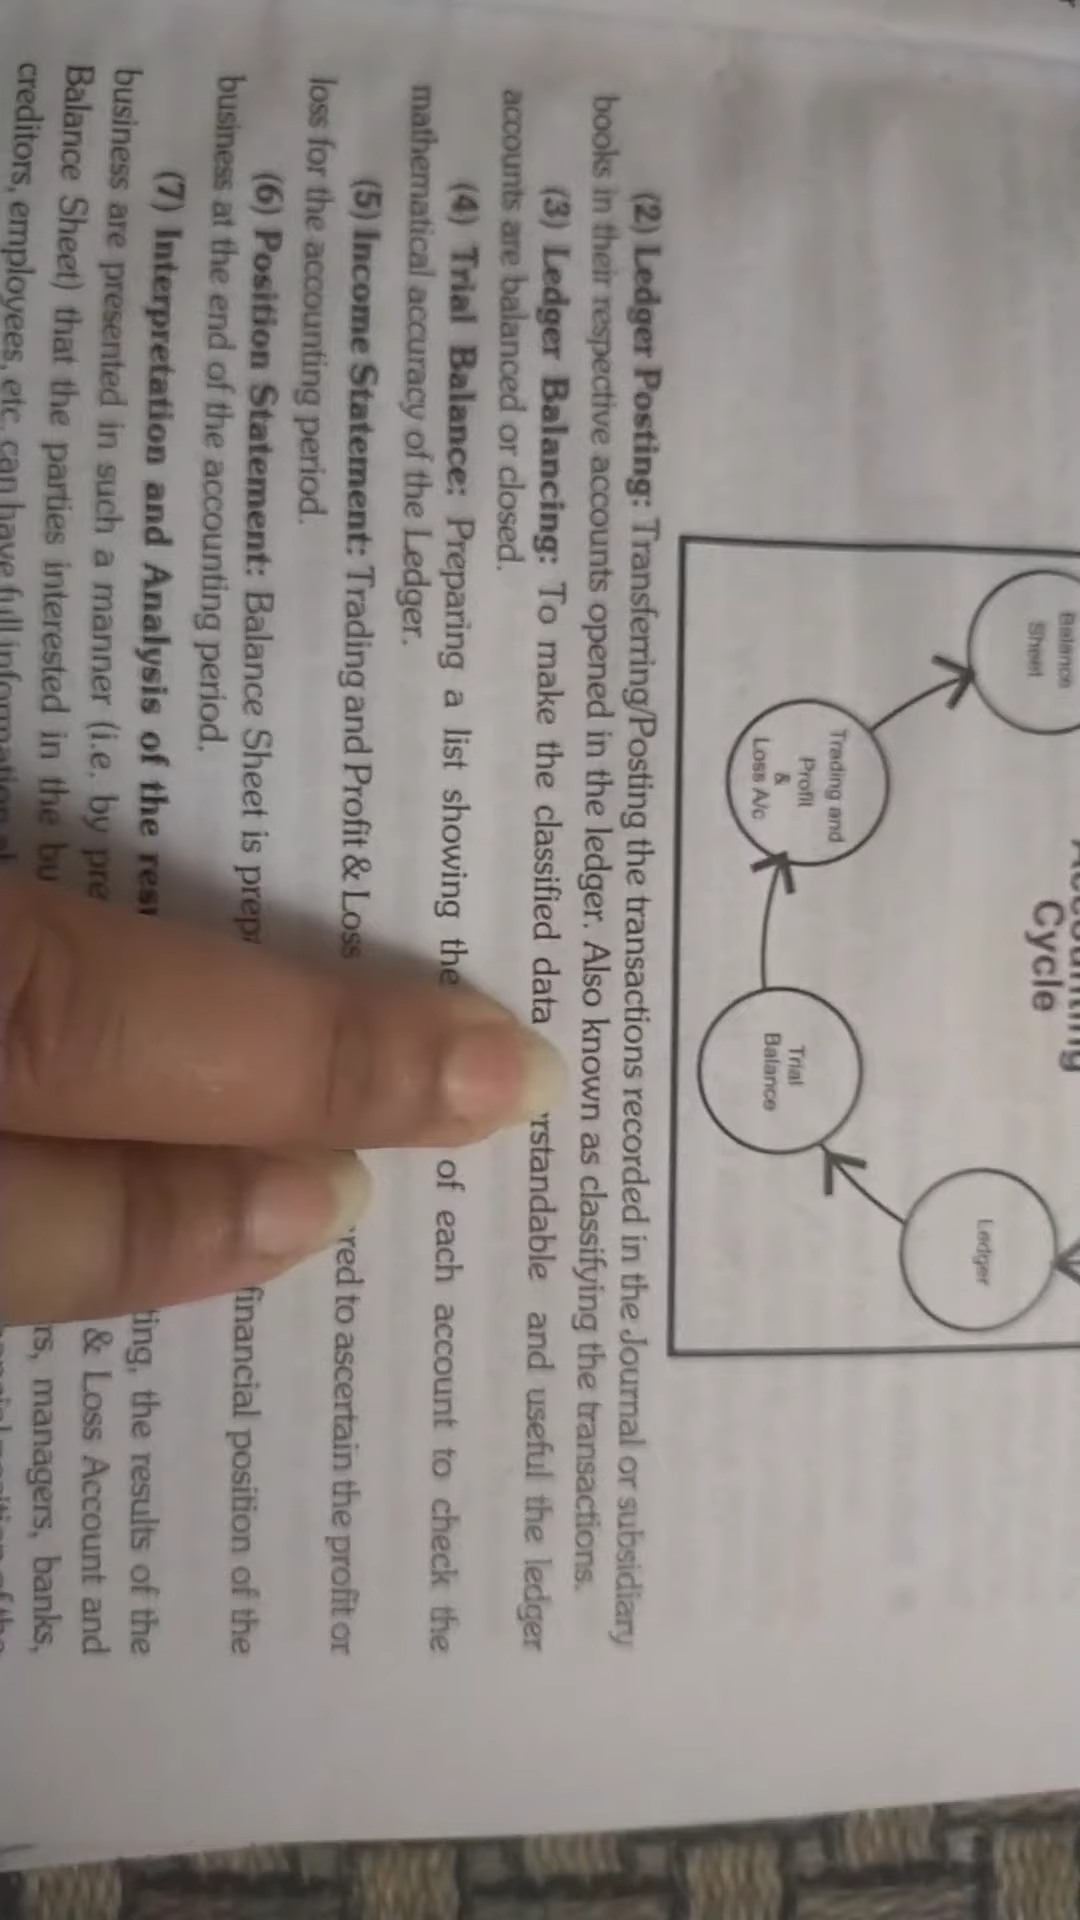 Balance
Sheet
Cycle
Trading and
Profit
&
Loss A/c
Trial
Balance
Ledger
(2) Ledger Posting: Transferring/Posting the transactions recorded in the Journal or subsidiary
books in their respective accounts opened in the ledger. Also known as classifying the transactions.
(3) Ledger Balancing: To make the classified data and useful the ledger
accounts are balanced or closed.
(4) Trial Balance: Preparing a list showing the of each account to check the
mathematical accuracy of the Ledger.
(5) Income Statement: Trading and Profit & Loss to ascertain the profit or
loss for the accounting period.
(6) Position Statement: Balance Sheet is financial position of the
business at the end of the accounting period.
(7) Interpretation and Analysis of the the results of the
business are presented in such a manner (i.e. by & Loss Account and
Balance Sheet) that the parties interested in the managers, banks,
creditors, employees, etc. can have full